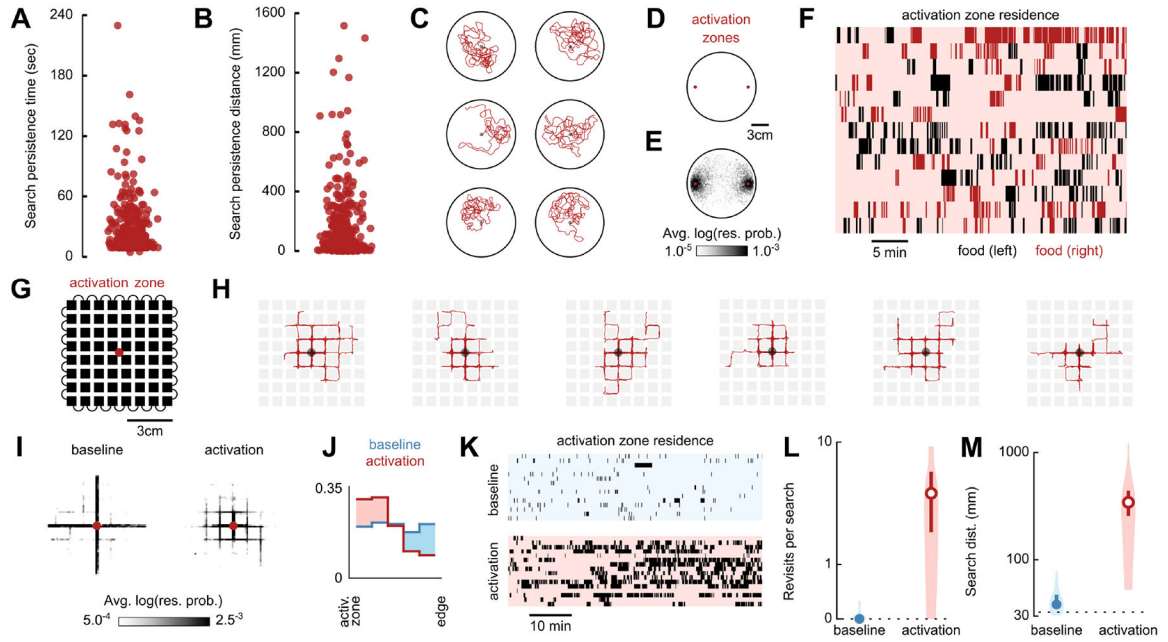 A
240
180
120
60
0
Search persistence time (sec)
B
1600
1200
800
400
0
Search persistence distance (mm)
C
D
activation
zones
3cm
E
Avg. log(res. prob.)
1.0-5
1.0-3
F
activation zone residence
5 min
food (left)
food (right)
G
activation zone
3cm
H
I
baseline
activation
Avg. log(res. prob.)
5.0-4
2.5-3
J
baseline
activation
0.35
0
activ.
zone
edge
K
activation zone residence
baseline
activation
10 min
L
10
1
0
Revisits per search
baseline
activation
M
1000
100
30
Search dist. (mm)
baseline
activation